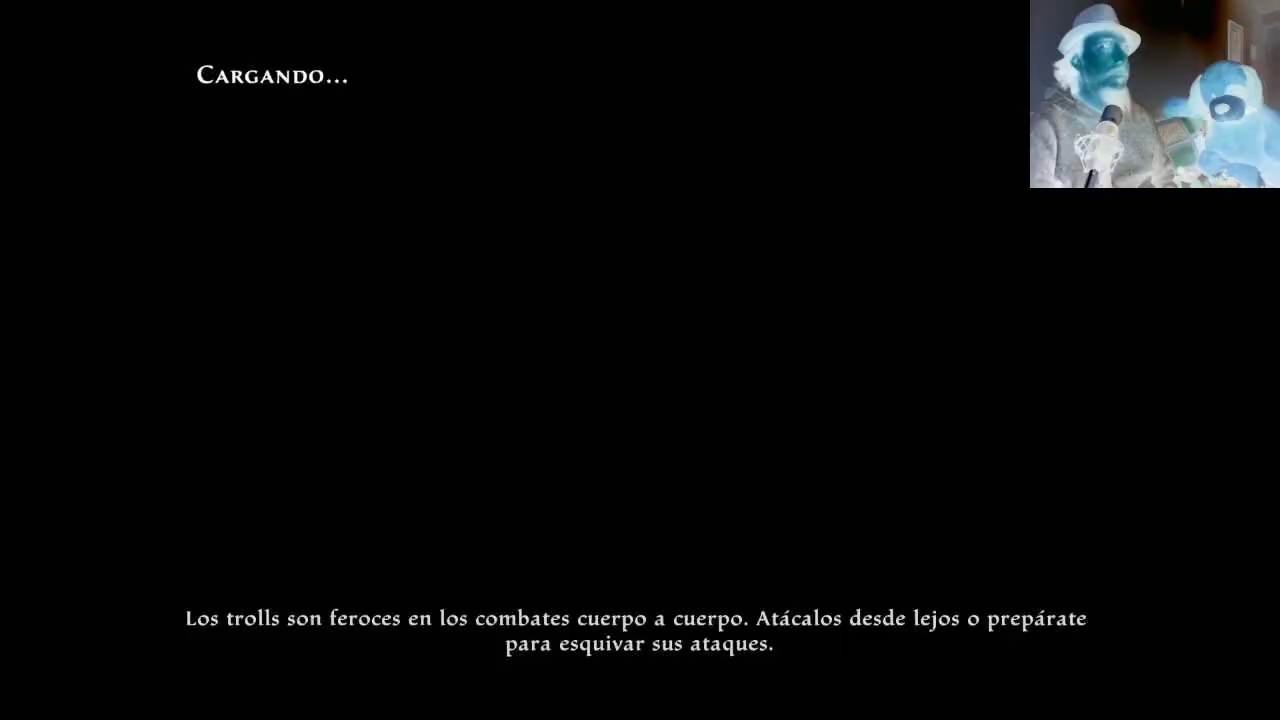 Cargando...
Los trolls son feroces en los combates cuerpo a cuerpo. Atácalos desde lejos o prepárate
para esquivar sus ataques.